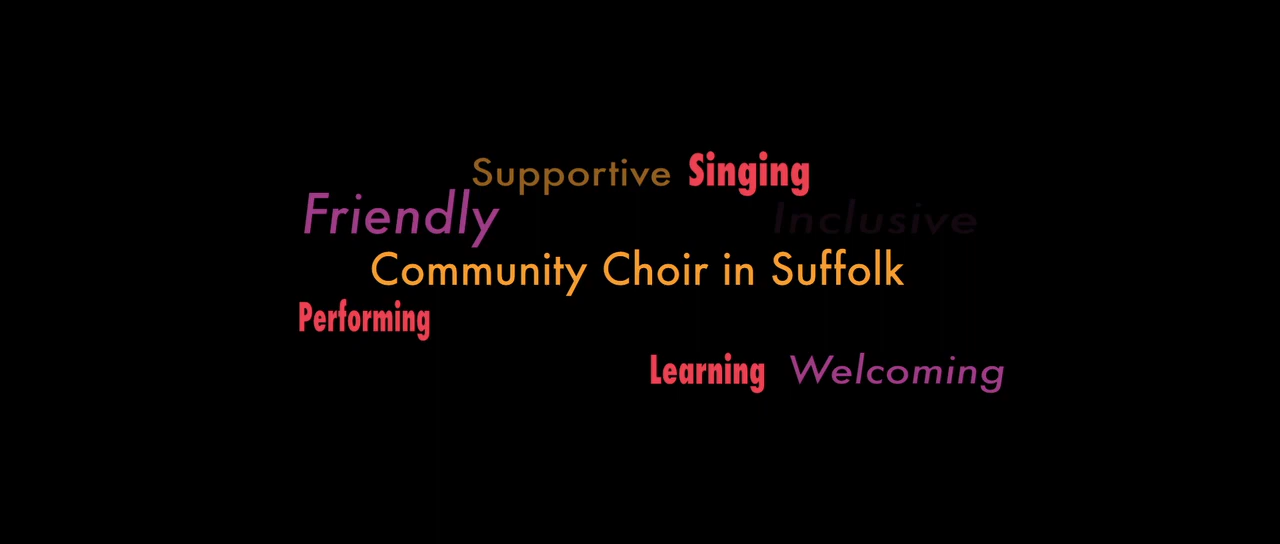 Supportive Singing
Friendly Inclusive
Community Choir in Suffolk
Performing
Learning Welcoming